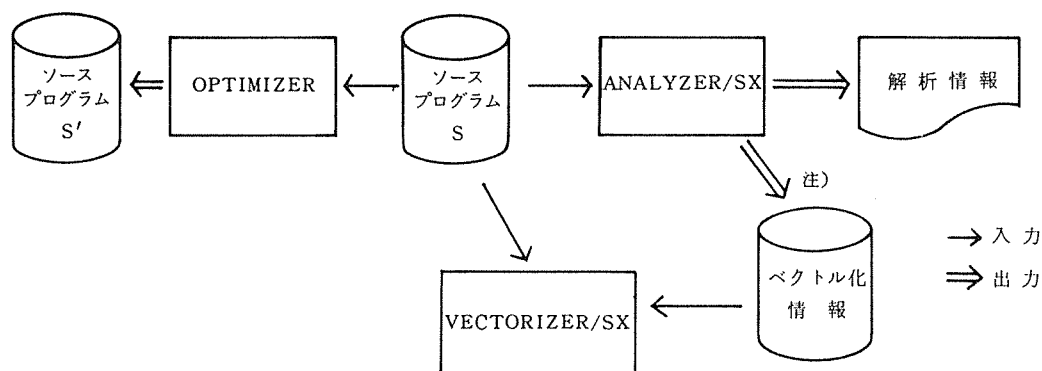 ソース
プログラム
S′
OPTIMIZER
ソース
プログラム
S
ANALYZER/SX
解析情報
注)
ベクトル化
情報
VECTORIZER/SX
→ 入力
⇒ 出力